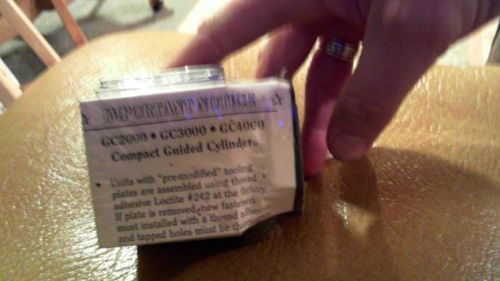 IMPORTANT NOTICE
GC2000 • GC3000 • GC4000
Compact Guided Cylinders
• Units with "pre-modified" tooling
plates are assembled using thread
adhesive Loctite #242 at the factory.
If plate is removed, new fasteners
must installed with a thread adhesive
and tapped holes must be